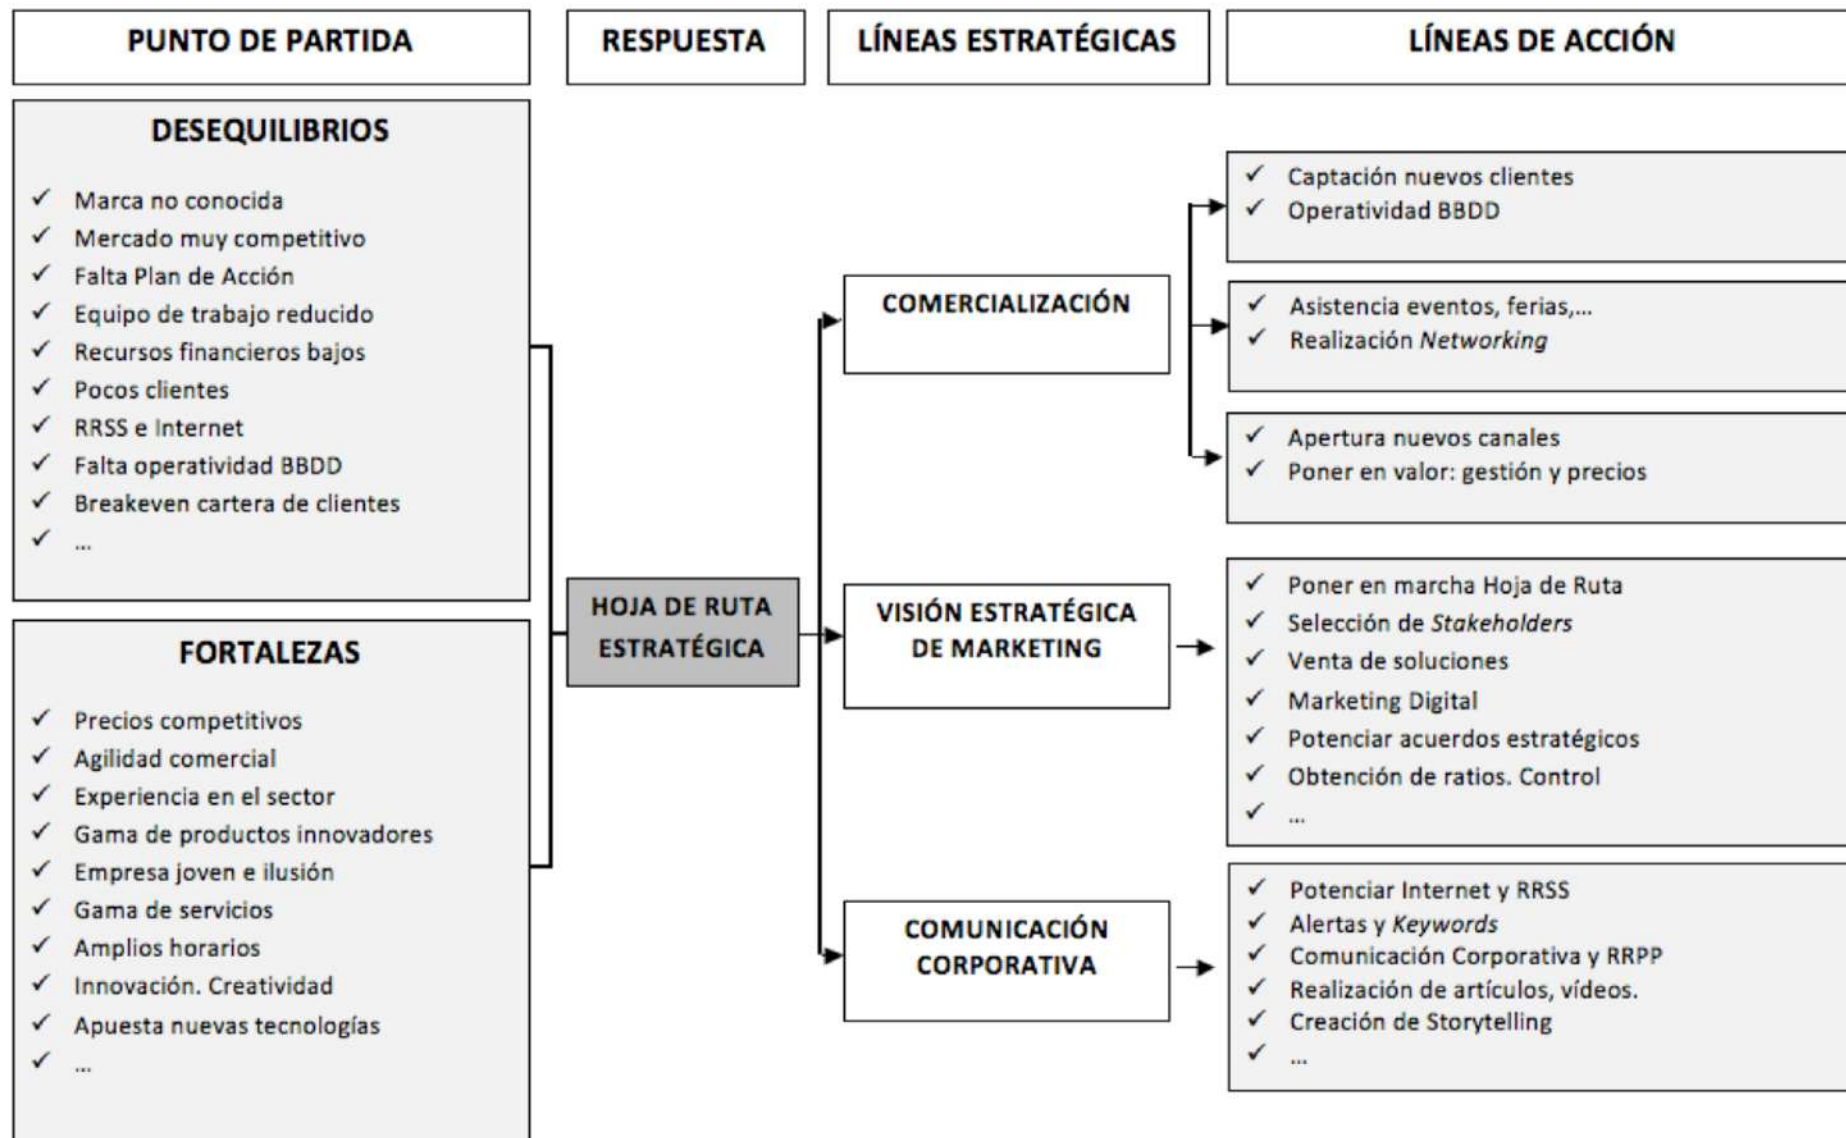 PUNTO DE PARTIDA
RESPUESTA
LÍNEAS ESTRATÉGICAS
LÍNEAS DE ACCIÓN
DESEQUILIBRIOS
✓ Marca no conocida
✓ Mercado muy competitivo
✓ Falta Plan de Acción
✓ Equipo de trabajo reducido
✓ Recursos financieros bajos
✓ Pocos clientes
✓ RRSS e Internet
✓ Falta operatividad BBDD
✓ Breakeven cartera de clientes
✓ ...
FORTALEZAS
✓ Precios competitivos
✓ Agilidad comercial
✓ Experiencia en el sector
✓ Gama de productos innovadores
✓ Empresa joven e ilusión
✓ Gama de servicios
✓ Amplios horarios
✓ Innovación. Creatividad
✓ Apuesta nuevas tecnologías
✓ ...
HOJA DE RUTA
ESTRATÉGICA
COMERCIALIZACIÓN
✓ Captación nuevos clientes
✓ Operatividad BBDD
✓ Asistencia eventos, ferias,...
✓ Realización Networking
✓ Apertura nuevos canales
✓ Poner en valor: gestión y precios
VISIÓN ESTRATÉGICA
DE MARKETING
✓ Poner en marcha Hoja de Ruta
✓ Selección de Stakeholders
✓ Venta de soluciones
✓ Marketing Digital
✓ Potenciar acuerdos estratégicos
✓ Obtención de ratios. Control
✓ ...
COMUNICACIÓN
CORPORATIVA
✓ Potenciar Internet y RRSS
✓ Alertas y Keywords
✓ Comunicación Corporativa y RRPP
✓ Realización de artículos, vídeos.
✓ Creación de Storytelling
✓ ...